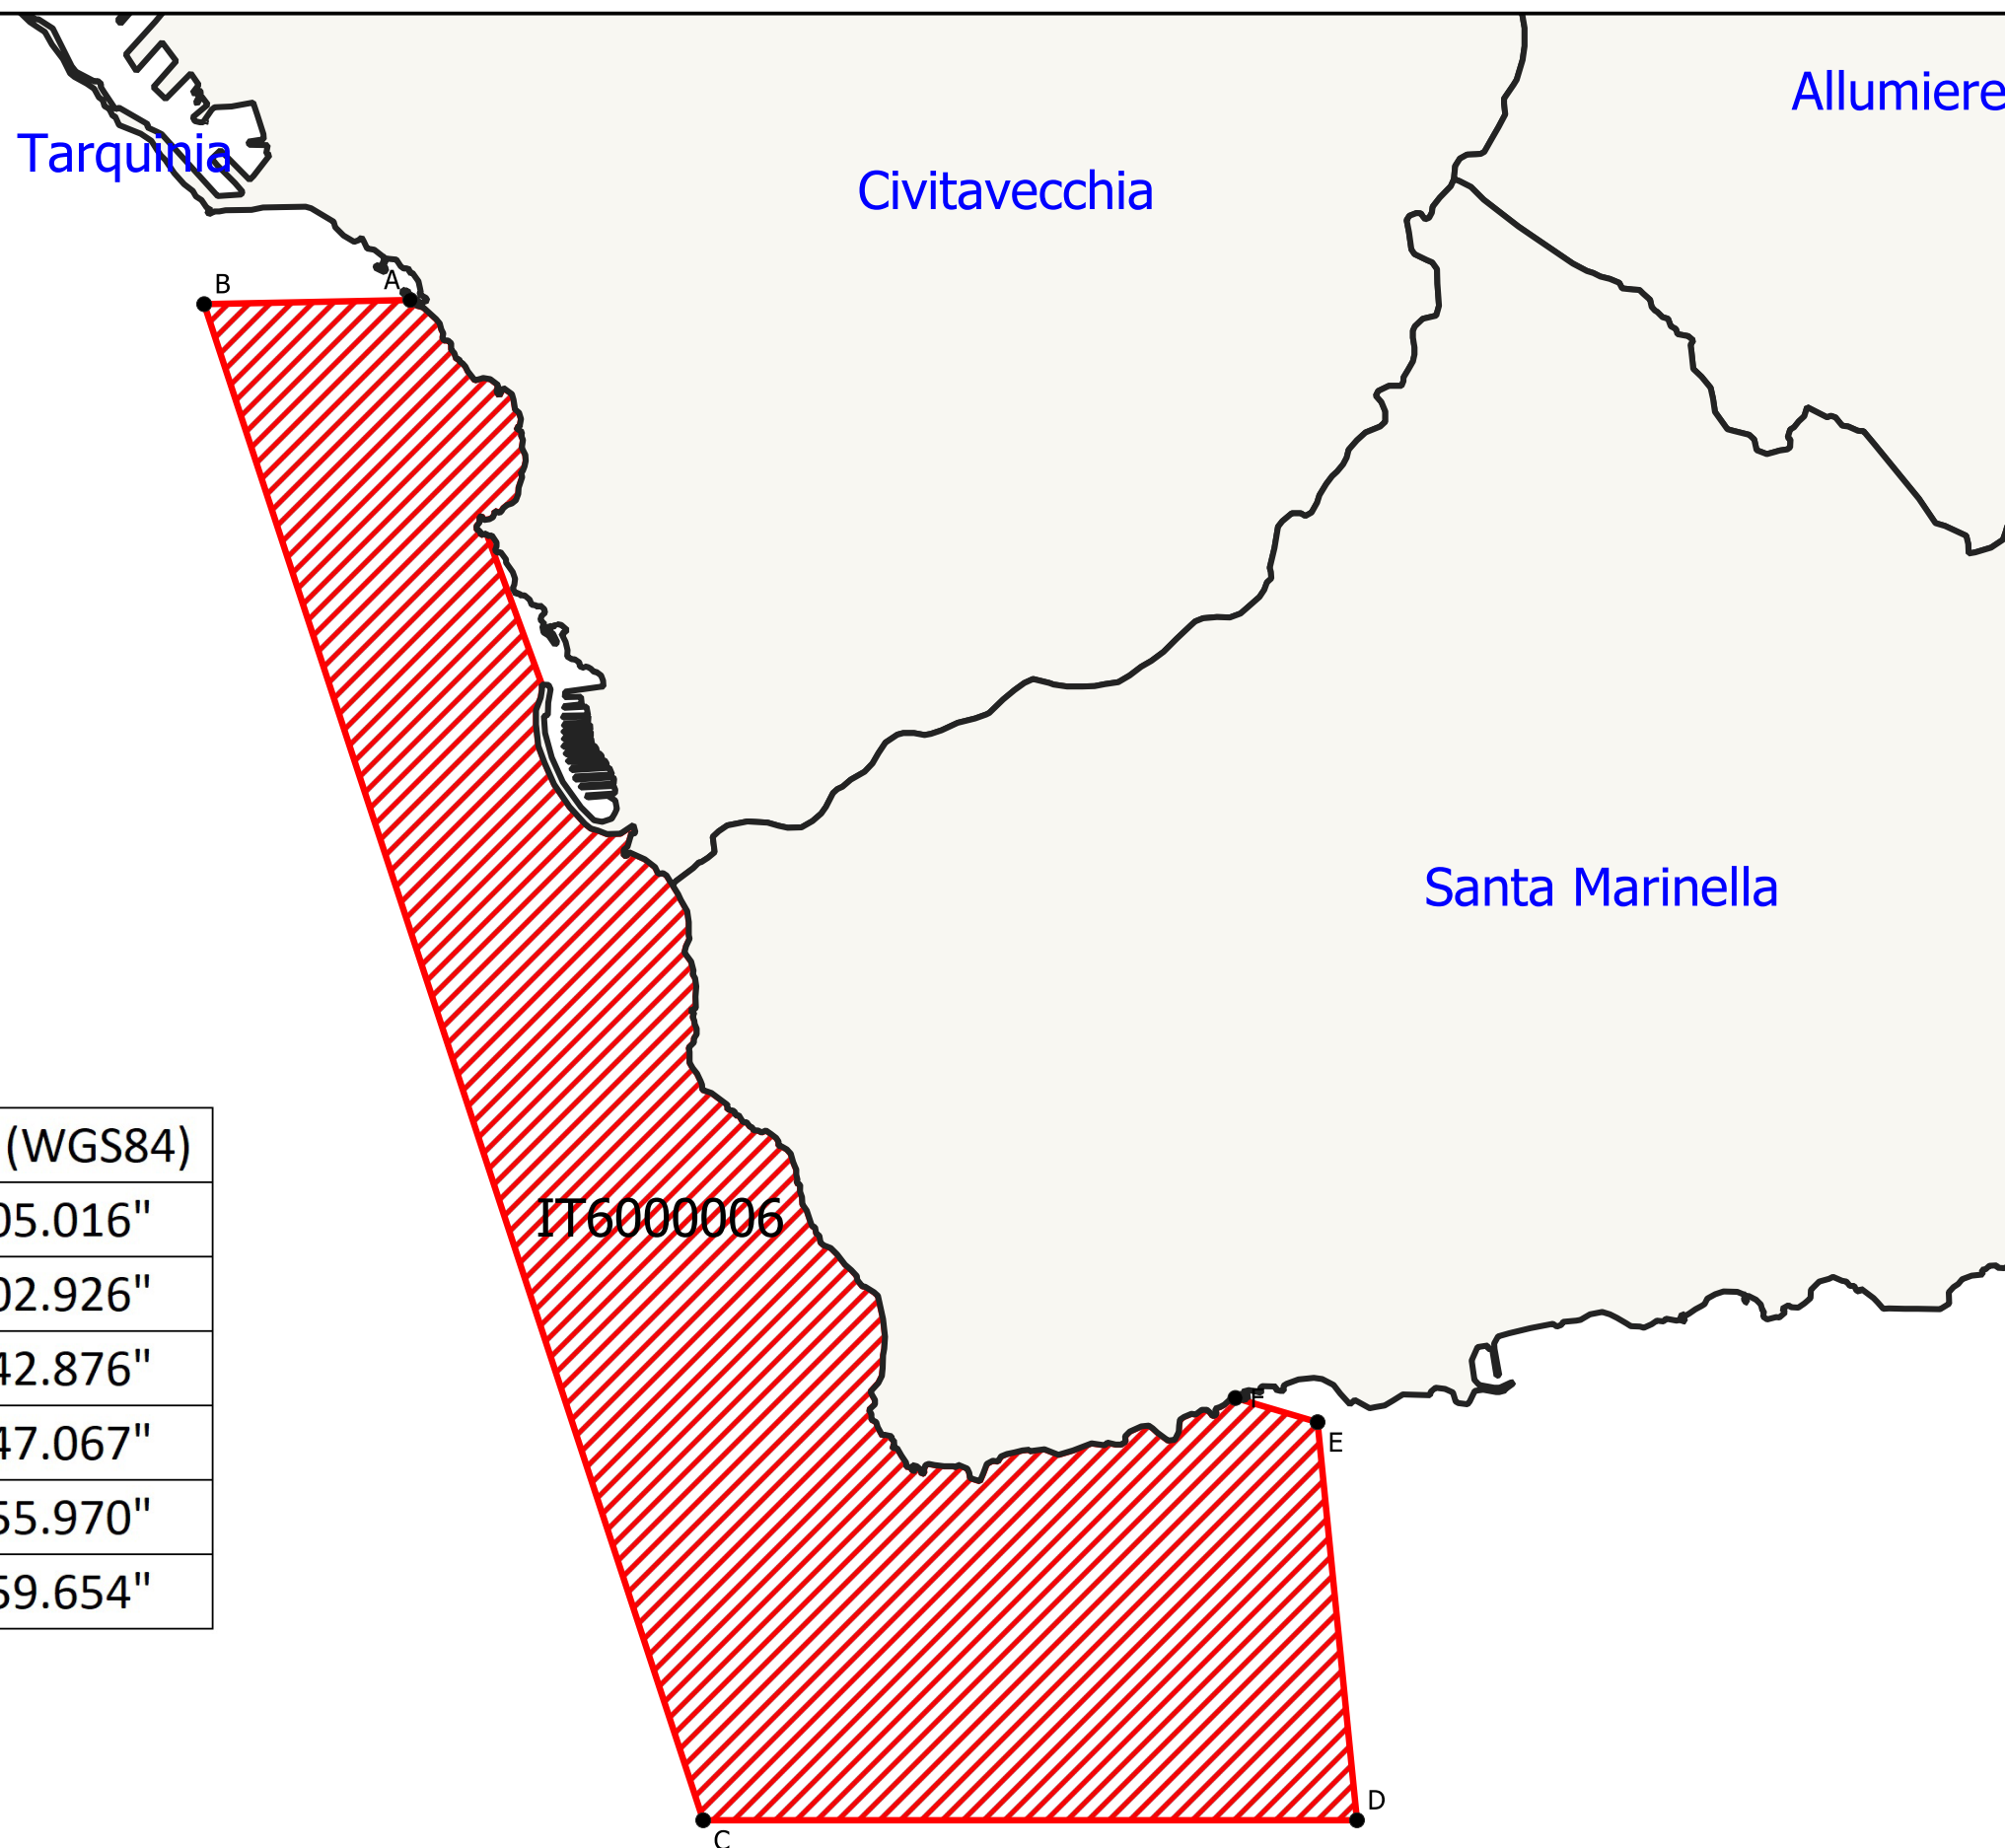 Allumiere
Tarquinia
Civitavecchia
B
A
Santa Marinella
(WGS84)
05.016"
IT6000006
02.926"
42.876"
F
E
47.067"
55.970"
59.654"
D
C